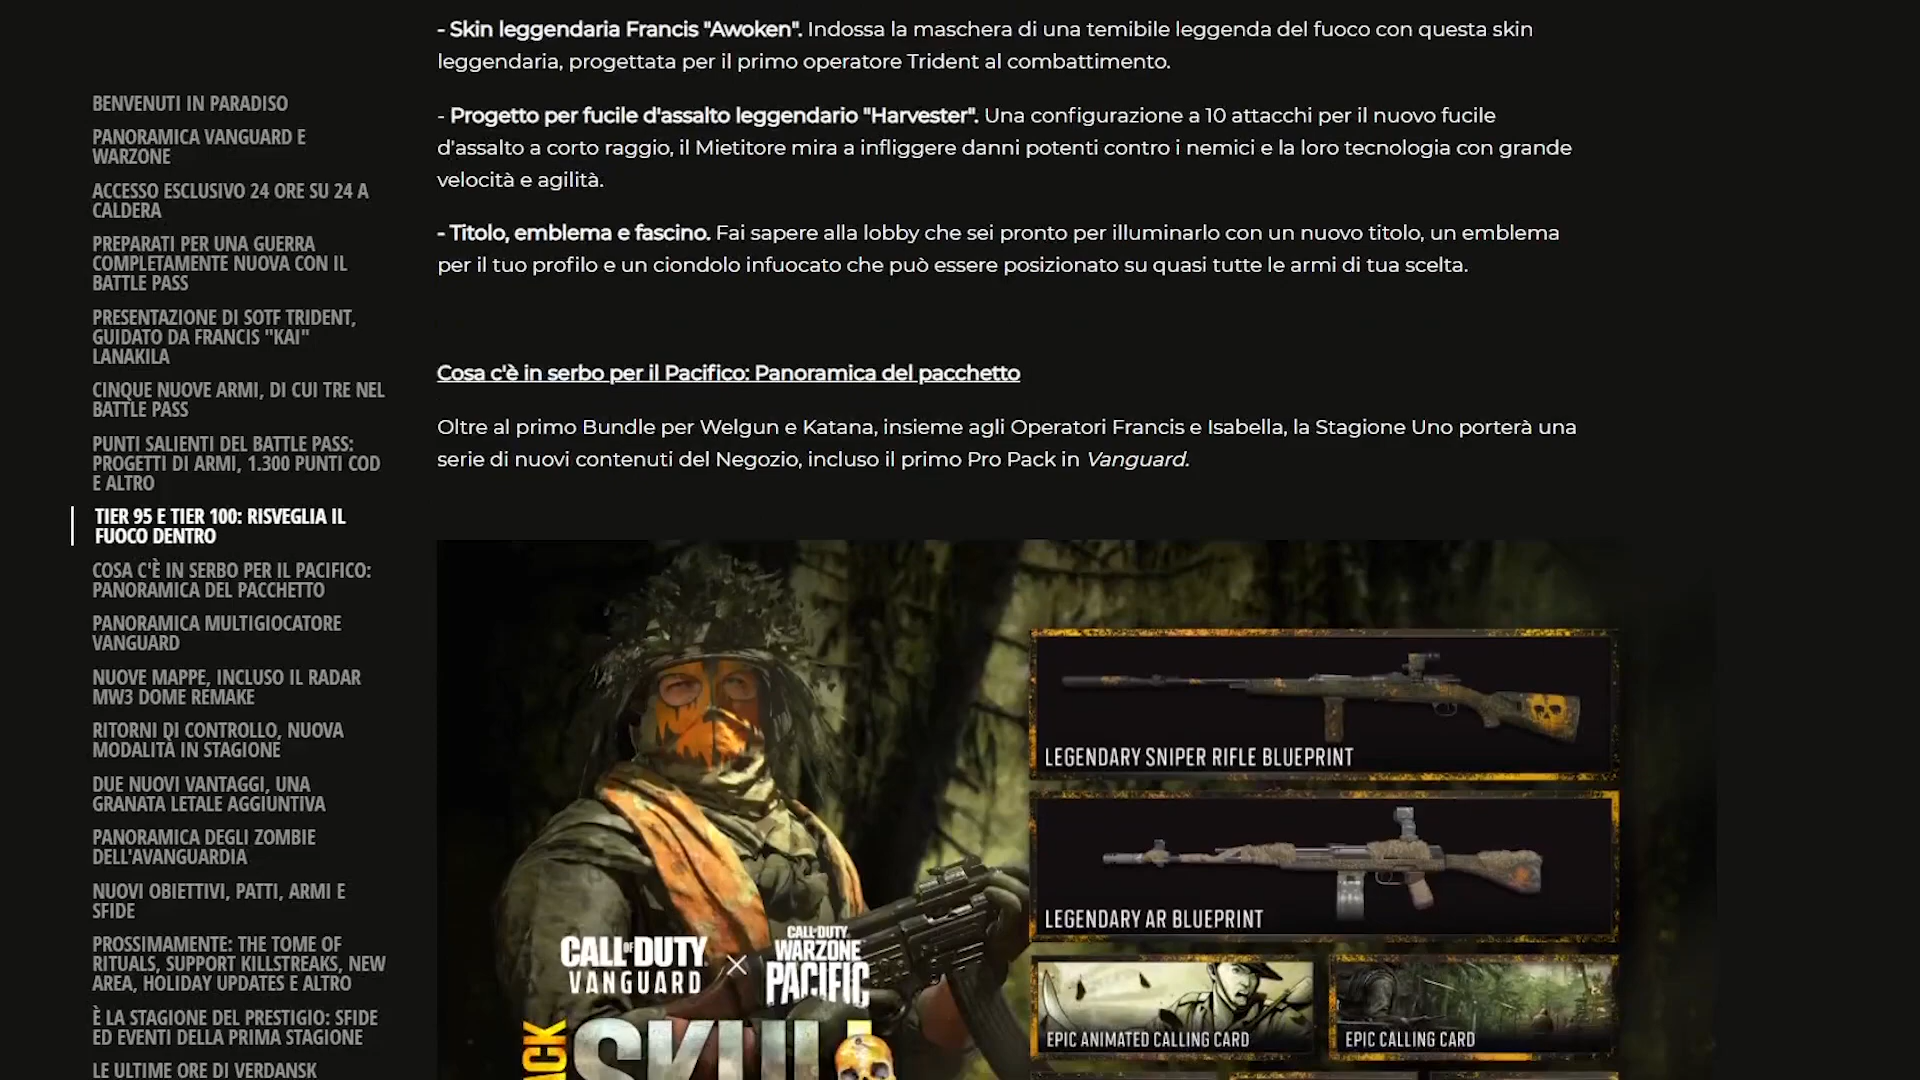 - Skin leggendaria Francis "Awoken". Indossa la maschera di una temibile leggenda del fuoco con questa skin
leggendaria, progettata per il primo operatore Trident al combattimento.
- Progetto per fucile d'assalto leggendario "Harvester". Una configurazione a 10 attacchi per il nuovo fucile
d'assalto a corto raggio, il Mietitore mira a infliggere danni potenti contro i nemici e la loro tecnologia con grande
velocità e agilità.
- Titolo, emblema e fascino. Fai sapere alla lobby che sei pronto per illuminarlo con un nuovo titolo, un emblema
per il tuo profilo e un ciondolo infuocato che può essere posizionato su quasi tutte le armi di tua scelta.
Cosa c'è in serbo per il Pacifico: Panoramica del pacchetto
Oltre al primo Bundle per Welgun e Katana, insieme agli Operatori Francis e Isabella, la Stagione Uno porterà una
serie di nuovi contenuti del Negozio, incluso il primo Pro Pack in Vanguard.
BENVENUTI IN PARADISO
PANORAMICA VANGUARD E
WARZONE
ACCESSO ESCLUSIVO 24 ORE SU 24 A
CALDERA
PREPARATI PER UNA GUERRA
COMPLETAMENTE NUOVA CON IL
BATTLE PASS
PRESENTAZIONE DI SOTF TRIDENT,
GUIDATO DA FRANCIS "KAI"
LANAKILA
CINQUE NUOVE ARMI, DI CUI TRE NEL
BATTLE PASS
PUNTI SALIENTI DEL BATTLE PASS:
PROGETTI DI ARMI, 1.300 PUNTI COD
E ALTRO
TIER 95 E TIER 100: RISVEGLIA IL
FUOCO DENTRO
COSA C'È IN SERBO PER IL PACIFICO:
PANORAMICA DEL PACCHETTO
PANORAMICA MULTIGIOCATORE
VANGUARD
NUOVE MAPPE, INCLUSO IL RADAR
MW3 DOME REMAKE
RITORNI DI CONTROLLO, NUOVA
MODALITÀ IN STAGIONE
DUE NUOVI VANTAGGI, UNA
GRANATA LETALE AGGIUNTIVA
PANORAMICA DEGLI ZOMBIE
DELL'AVANGUARDIA
NUOVI OBIETTIVI, PATTI, ARMI E
SFIDE
PROSSIMAMENTE: THE TOME OF
RITUALS, SUPPORT KILLSTREAKS, NEW
AREA, HOLIDAY UPDATES E ALTRO
È LA STAGIONE DEL PRESTIGIO: SFIDE
ED EVENTI DELLA PRIMA STAGIONE
LE ULTIME ORE DI VERDANSK
LEGENDARY SNIPER RIFLE BLUEPRINT
LEGENDARY AR BLUEPRINT
EPIC ANIMATED CALLING CARD
EPIC CALLING CARD
CALL OF DUTY
VANGUARD
X
CALL OF DUTY
WARZONE
PACIFIC